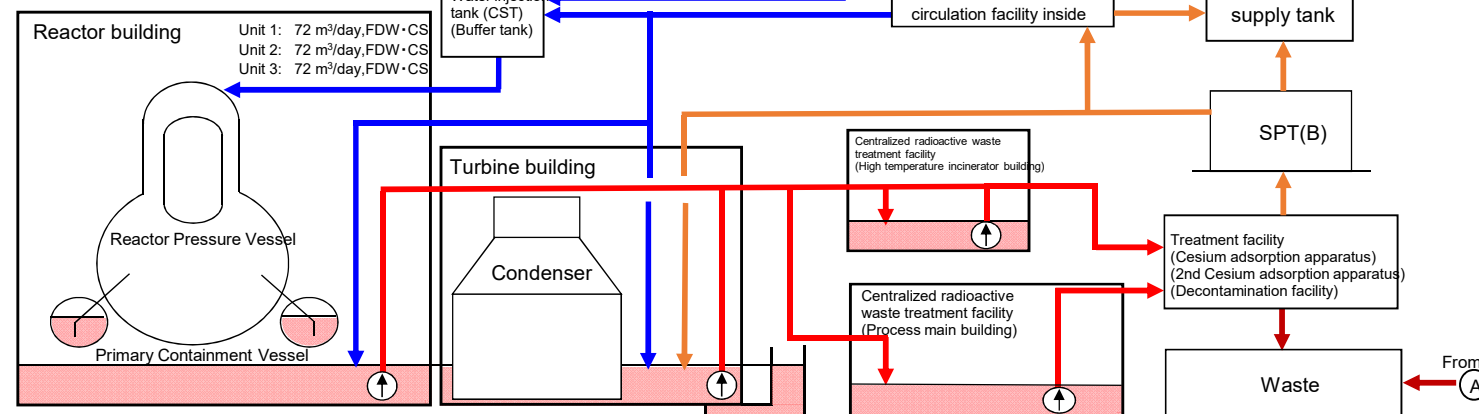 Reactor building
Unit 1: 72 m³/day,FDW・CS
Unit 2: 72 m³/day,FDW・CS
Unit 3: 72 m³/day,FDW・CS
Water injection
tank (CST)
(Buffer tank)
circulation facility inside
supply tank
SPT(B)
Centralized radioactive waste
treatment facility
(High temperature incinerator building)
Turbine building
Reactor Pressure Vessel
Condenser
Treatment facility
(Cesium adsorption apparatus)
(2nd Cesium adsorption apparatus)
(Decontamination facility)
Centralized radioactive
waste treatment facility
(Process main building)
Primary Containment Vessel
Waste
From
A